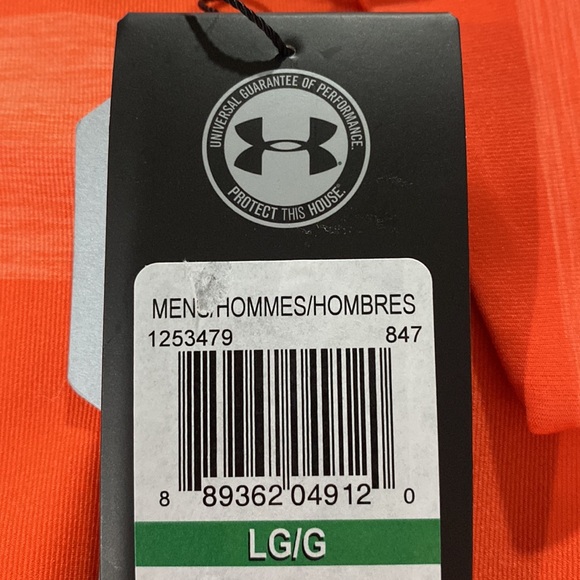 UNIVERSAL GUARANTEE OF PERFORMANCE.
PROTECT THIS HOUSE.
MENS/HOMMES/HOMBRES
1253479 847
8 89362 04912 0
LG/G